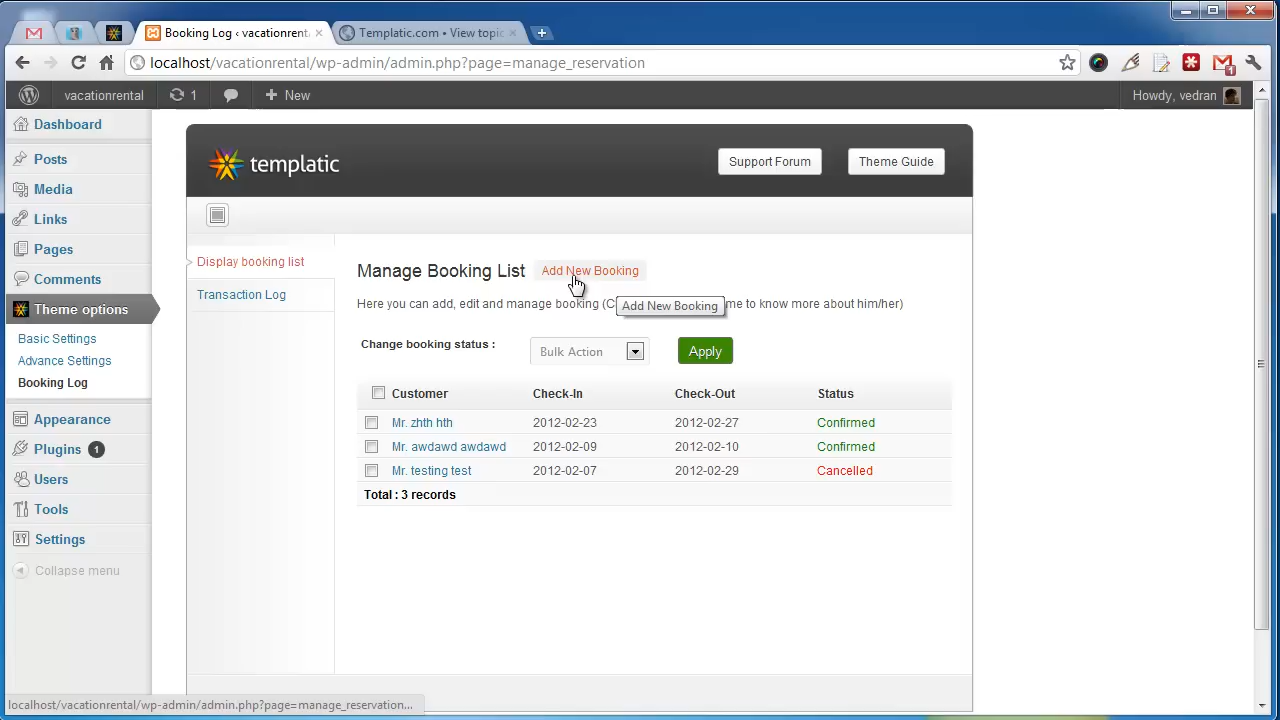 Booking Log ‹ vacationrent
Templatic.com • View topic
localhost/vacationrental/wp-admin/admin.php?page=manage_reservation
1
vacationrental
1
New
Howdy, vedran
Dashboard
Posts
Media
Links
Pages
Comments
Theme options
Basic Settings
Advance Settings
Booking Log
Appearance
Plugins 1
Users
Tools
Settings
Collapse menu
templatic
Support Forum
Theme Guide
Display booking list
Transaction Log
Manage Booking List
Add New Booking
Here you can add, edit and manage booking (C
me to know more about him/her)
Add New Booking
Change booking status :
Bulk Action
Apply
Customer Check-In Check-Out Status
Mr. zhth hth 2012-02-23 2012-02-27 Confirmed
Mr. awdawd awdawd 2012-02-09 2012-02-10 Confirmed
Mr. testing test 2012-02-07 2012-02-29 Cancelled
Total : 3 records
localhost/vacationrental/wp-admin/admin.php?page=manage_reservation...